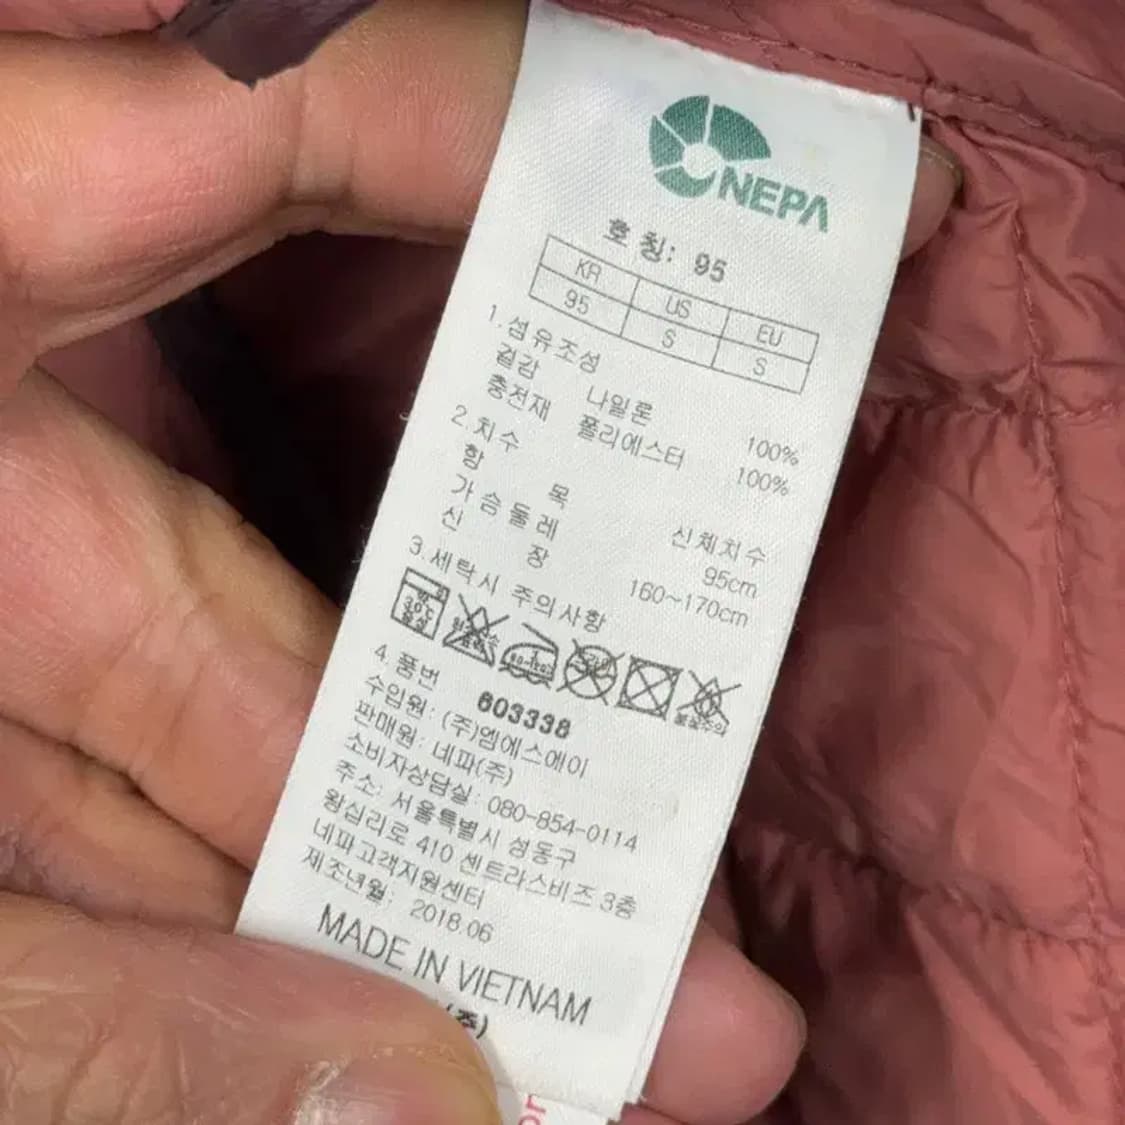 NEPA
호 칭: 95
KR US EU
95 S S
1.섬유조성
겉감 나일론 100%
충전재 폴리에스터 100%
2.치수
항 목 신체치수
가슴둘레 95cm
신 장 160~170cm
3.세탁시 주의사항
30℃
4.품번 603338
수입원: (주)엠에스에이
판매원: 네파(주)
소비자상담실: 080-854-0114
주소: 서울특별시 성동구
왕십리로 410 센트라스비즈 3층
네파고객지원센터
제조년월: 2018.06
MADE IN VIETNAM
(주)